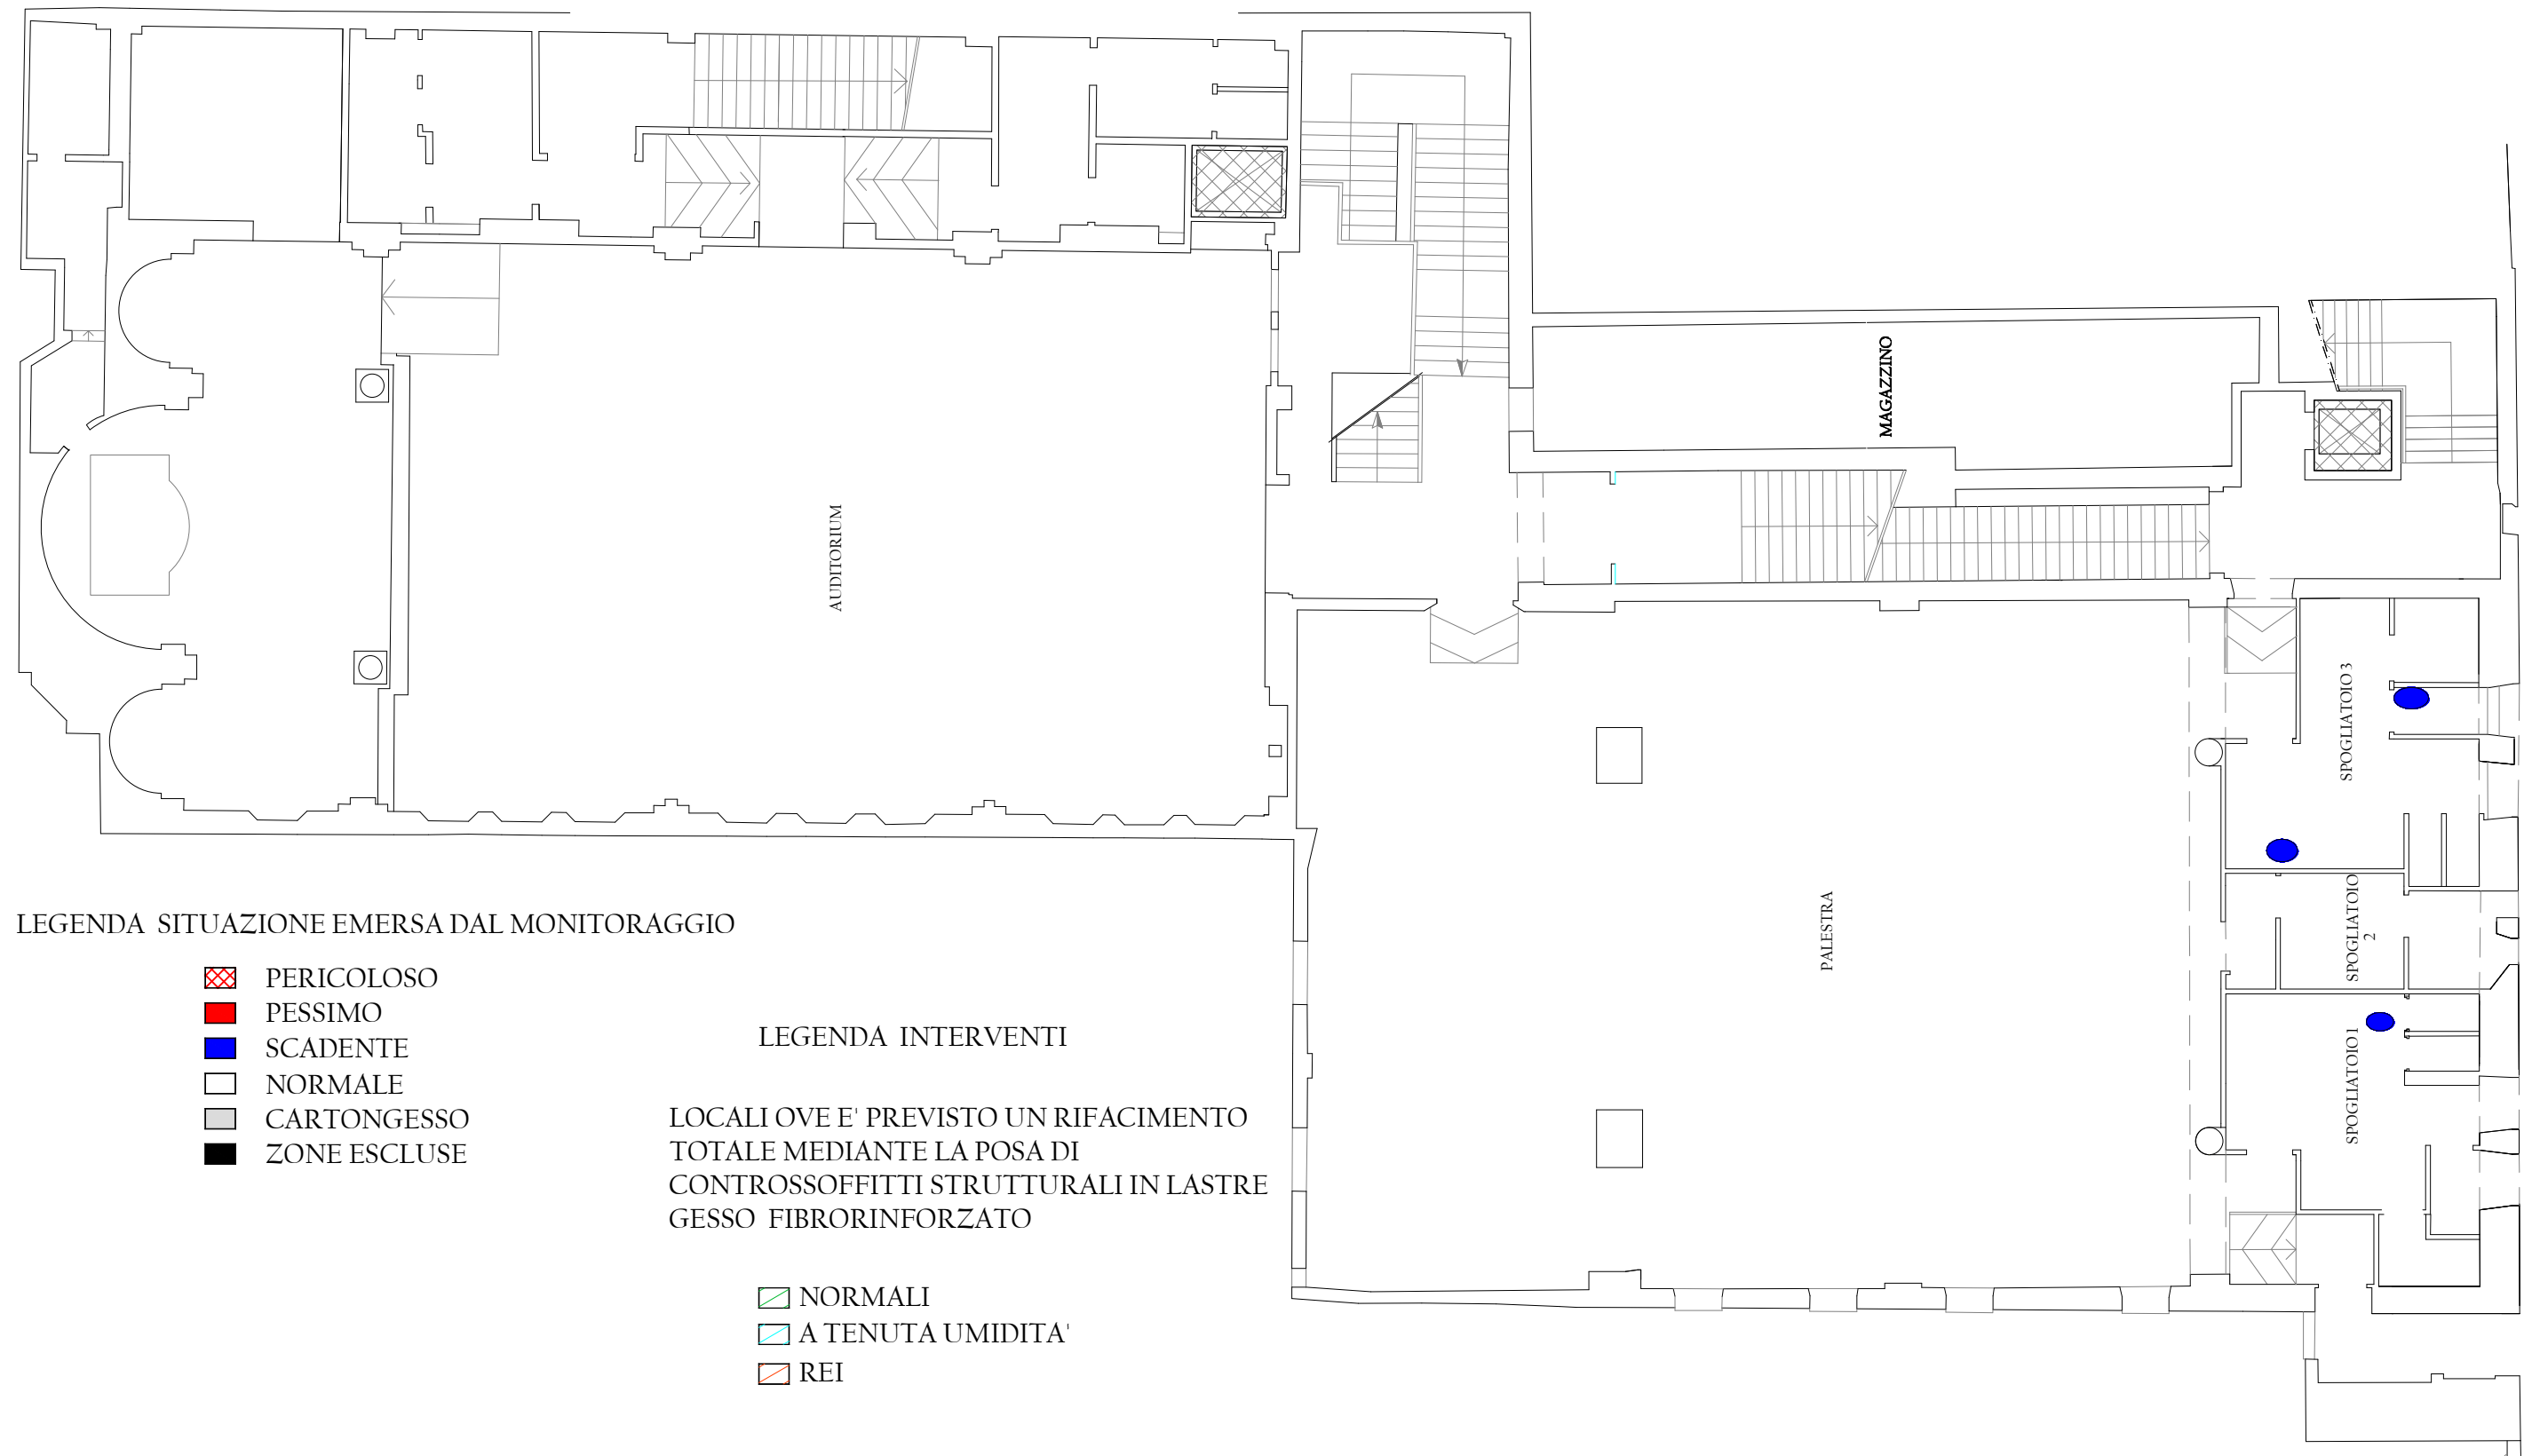 MAGAZZINO
AUDITORIUM
SPOGLIATOIO 3
PALESTRA
SPOGLIATOIO
2
SPOGLIATOIO 1
LEGENDA SITUAZIONE EMERSA DAL MONITORAGGIO
PERICOLOSO
PESSIMO
SCADENTE
NORMALE
CARTONGESSO
ZONE ESCLUSE
LEGENDA INTERVENTI
LOCALI OVE E' PREVISTO UN RIFACIMENTO
TOTALE MEDIANTE LA POSA DI
CONTROSSOFFITTI STRUTTURALI IN LASTRE
GESSO FIBRORINFORZATO
NORMALI
A TENUTA UMIDITA'
REI